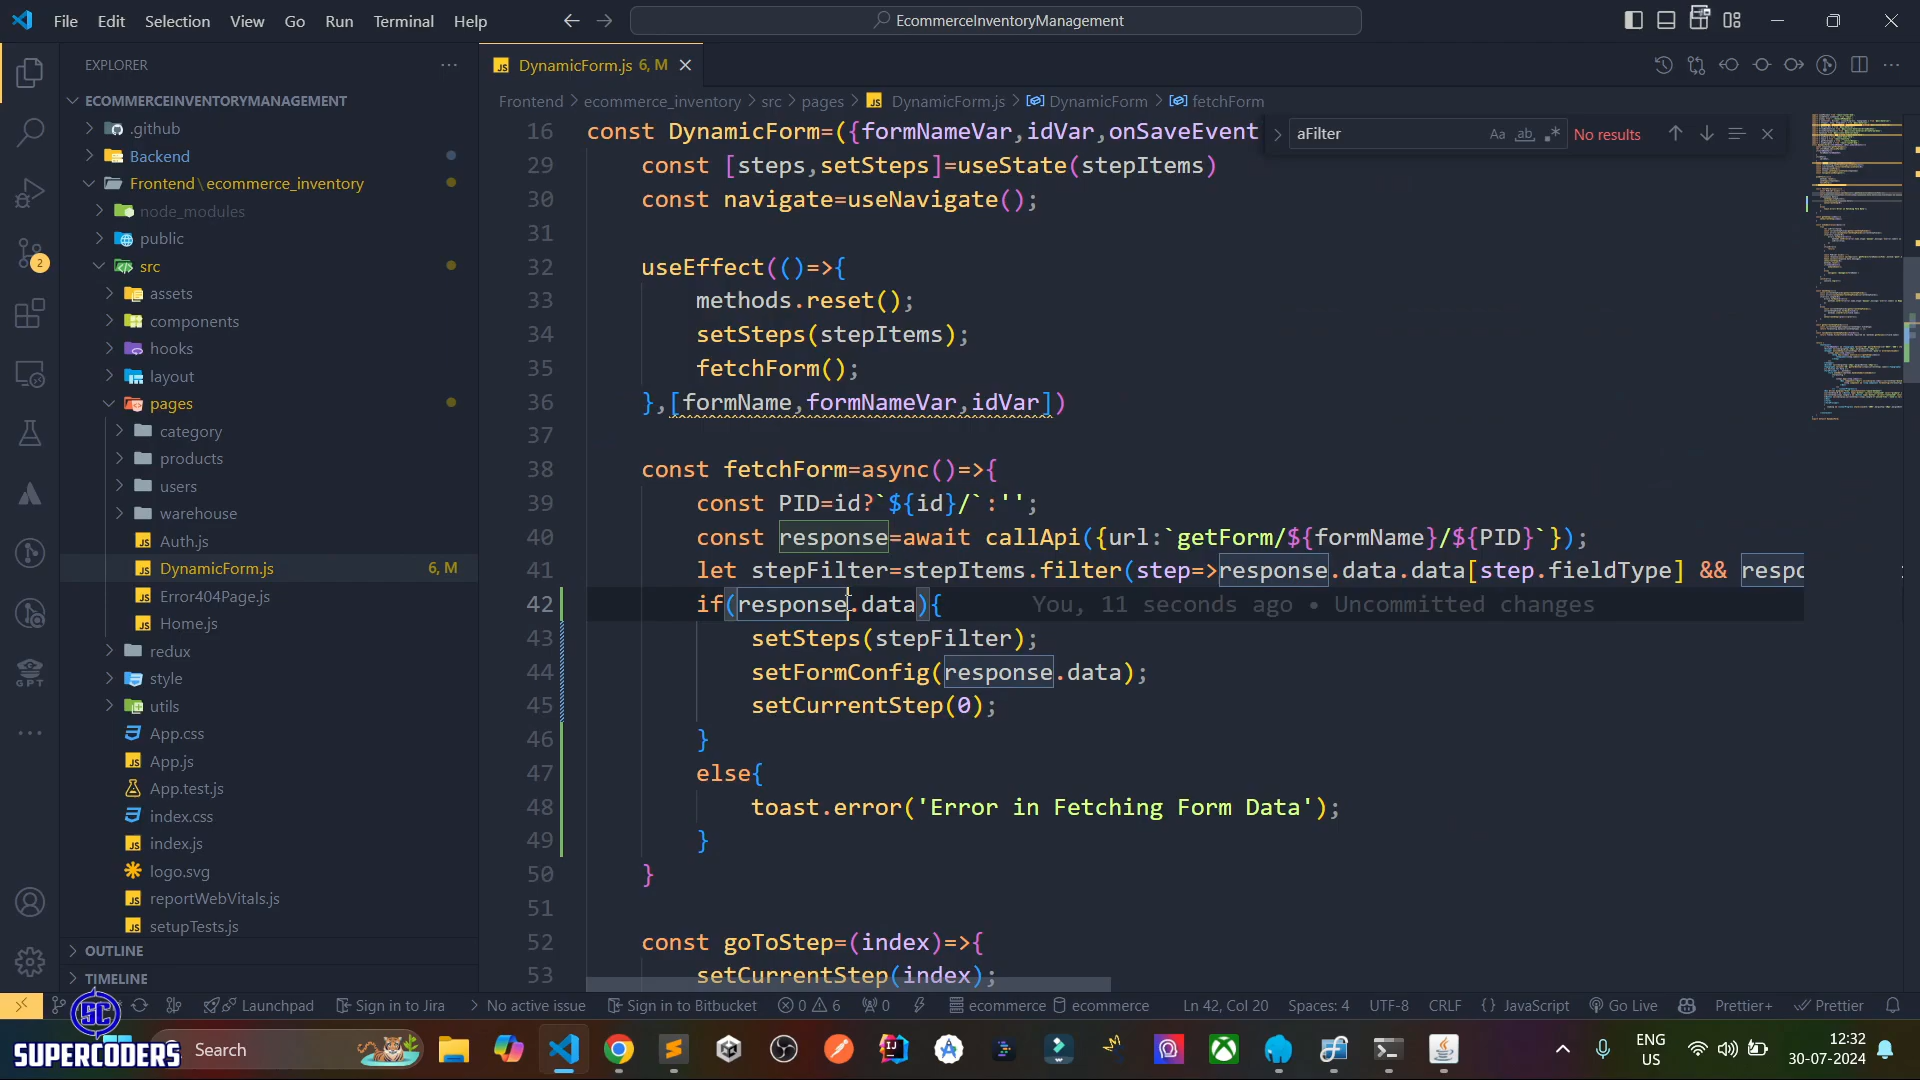 File Edit Selection View Go Run Terminal Help
EcommerceInventoryManagement
EXPLORER
ECOMMERCEINVENTORYMANAGEMENT
.github
Backend
Frontend\ecommerce_inventory
node_modules
public
src
assets
components
hooks
layout
pages
category
products
users
warehouse
Auth.js
DynamicForm.js 6, M
Error404Page.js
Home.js
redux
style
utils
App.css
App.js
App.test.js
index.css
index.js
logo.svg
reportWebVitals.js
setupTests.js
OUTLINE
TIMELINE
2
GPT
DynamicForm.js 6, M
Frontend > ecommerce_inventory > src > pages > DynamicForm.js > DynamicForm > fetchForm
aFilter Aa ab .* No results
16 const DynamicForm=({formNameVar,idVar,onSaveEvent
29 const [steps,setSteps]=useState(stepItems)
30 const navigate=useNavigate();
31
32 useEffect(()=>{
33 methods.reset();
34 setSteps(stepItems);
35 fetchForm();
36 },[formName,formNameVar,idVar])
37
38 const fetchForm=async()=>{
39 const PID=id?`${id}/`:'';
40 const response=await callApi({url:`getForm/${formName}/${PID}`});
41 let stepFilter=stepItems.filter(step=>response.data.data[step.fieldType] && respo
42 if(response.data){ You, 11 seconds ago • Uncommitted changes
43 setSteps(stepFilter);
44 setFormConfig(response.data);
45 setCurrentStep(0);
46 }
47 else{
48 toast.error('Error in Fetching Form Data');
49 }
50 }
51
52 const goToStep=(index)=>{
53 setCurrentStep(index);
Launchpad Sign in to Jira No active issue Sign in to Bitbucket 0 6 0 ecommerce ecommerce Ln 42, Col 20 Spaces: 4 UTF-8 CRLF {} JavaScript Go Live Prettier+ Prettier
SC
SUPERCODERS
Search
ENG
US
12:32
30-07-2024